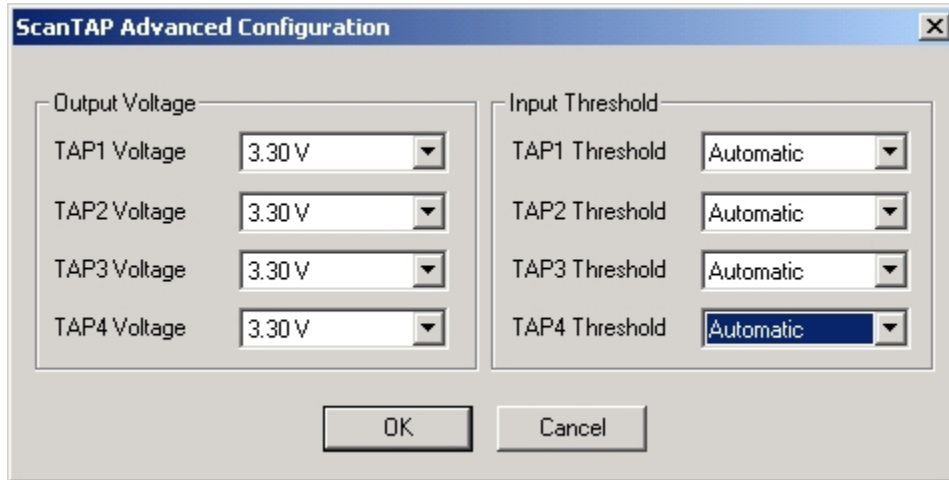 ScanTAP Advanced Configuration
Output Voltage
TAP1 Voltage 3.30 V
TAP2 Voltage 3.30 V
TAP3 Voltage 3.30 V
TAP4 Voltage 3.30 V
Input Threshold
TAP1 Threshold Automatic
TAP2 Threshold Automatic
TAP3 Threshold Automatic
TAP4 Threshold Automatic
OK Cancel